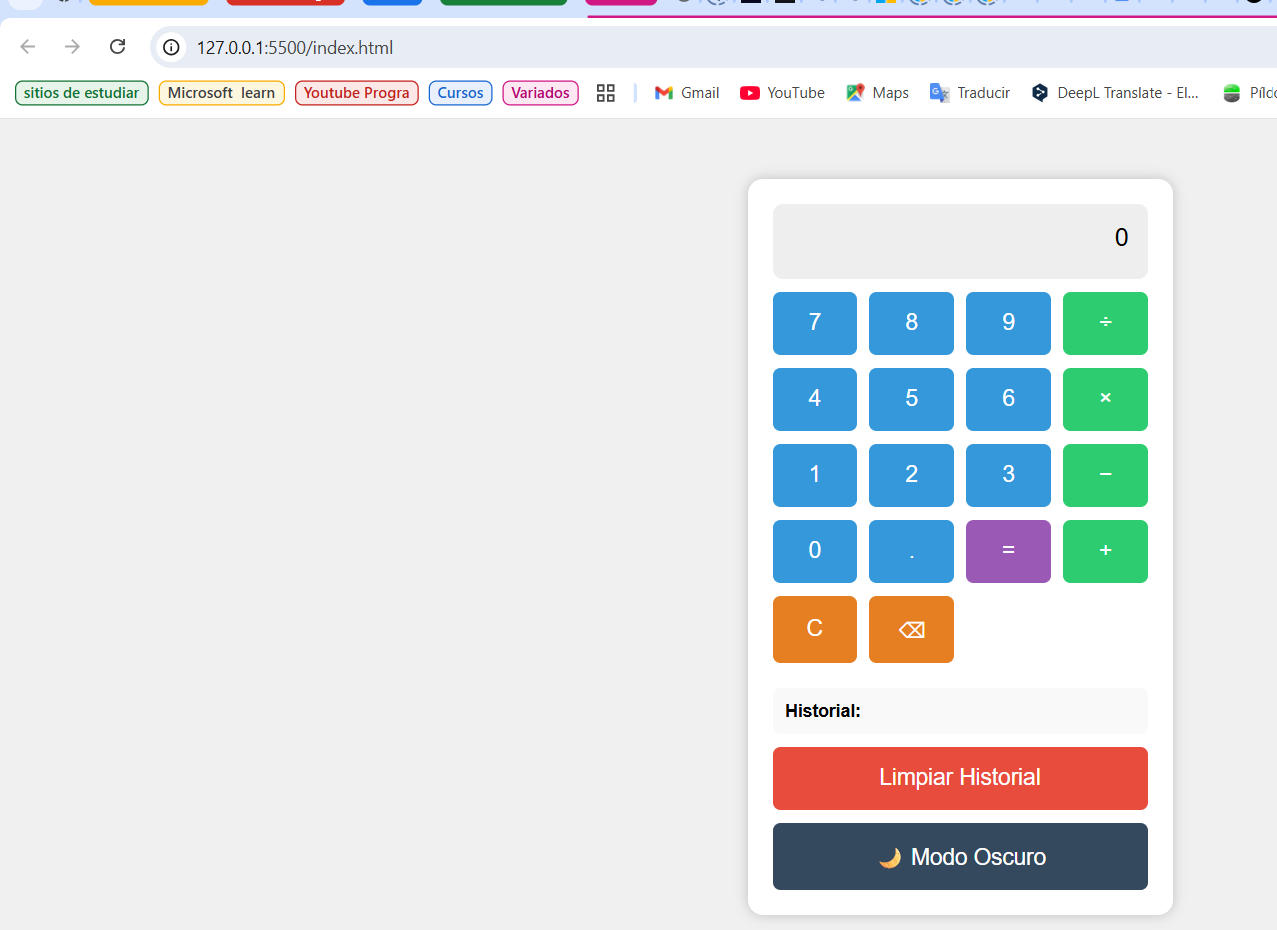 127.0.0.1:5500/index.html
sitios de estudiar Microsoft learn Youtube Progra Cursos Variados Gmail YouTube Maps Traducir DeepL Translate - El...
0
7 8 9 ÷
4 5 6 ×
1 2 3 −
0 . = +
C ⌫
Historial:
Limpiar Historial
🌙 Modo Oscuro